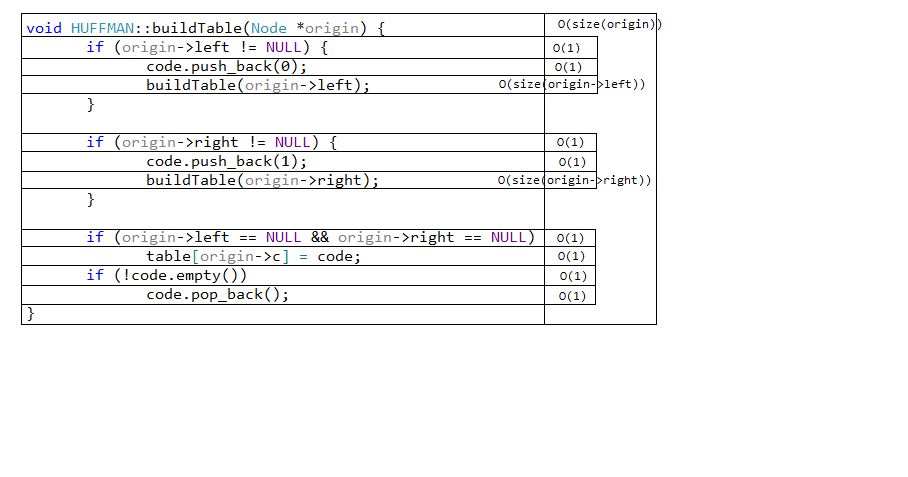 void HUFFMAN::buildTable(Node *origin) { O(size(origin))
if (origin->left != NULL) { O(1)
code.push_back(0); O(1)
buildTable(origin->left); O(size(origin->left))
}
if (origin->right != NULL) { O(1)
code.push_back(1); O(1)
buildTable(origin->right); O(size(origin->right))
}
if (origin->left == NULL && origin->right == NULL) O(1)
table[origin->c] = code; O(1)
if (!code.empty()) O(1)
code.pop_back(); O(1)
}